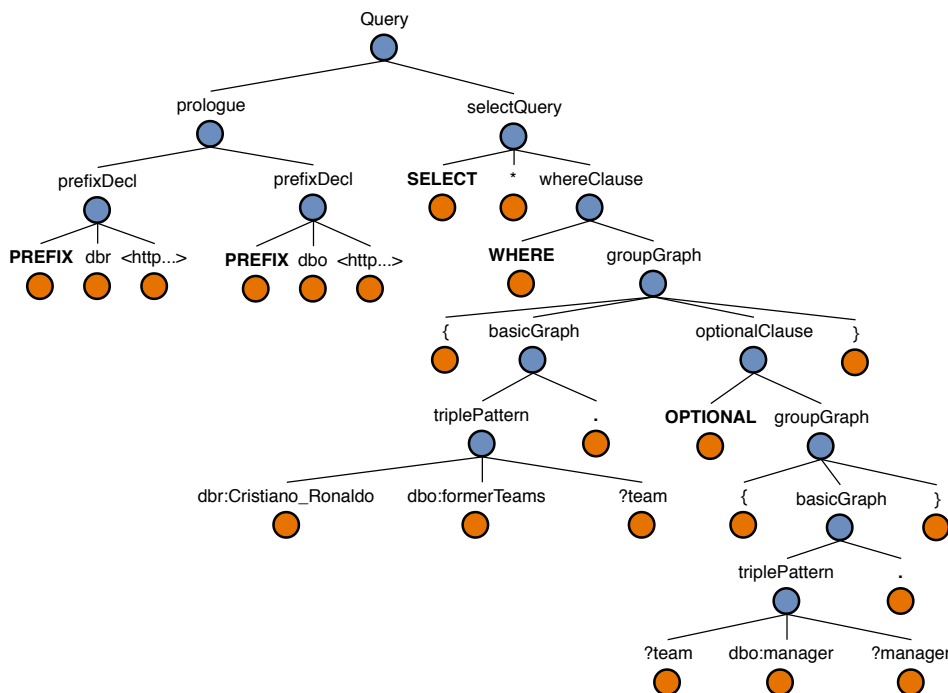 Query
prologue
selectQuery
prefixDecl
prefixDecl
SELECT
*
whereClause
PREFIX dbr <http...>
PREFIX dbo <http...>
WHERE
groupGraph
{
basicGraph
optionalClause
}
triplePattern
.
OPTIONAL
groupGraph
dbr:Cristiano_Ronaldo
dbo:formerTeams
?team
{
basicGraph
}
triplePattern
.
?team
dbo:manager
?manager